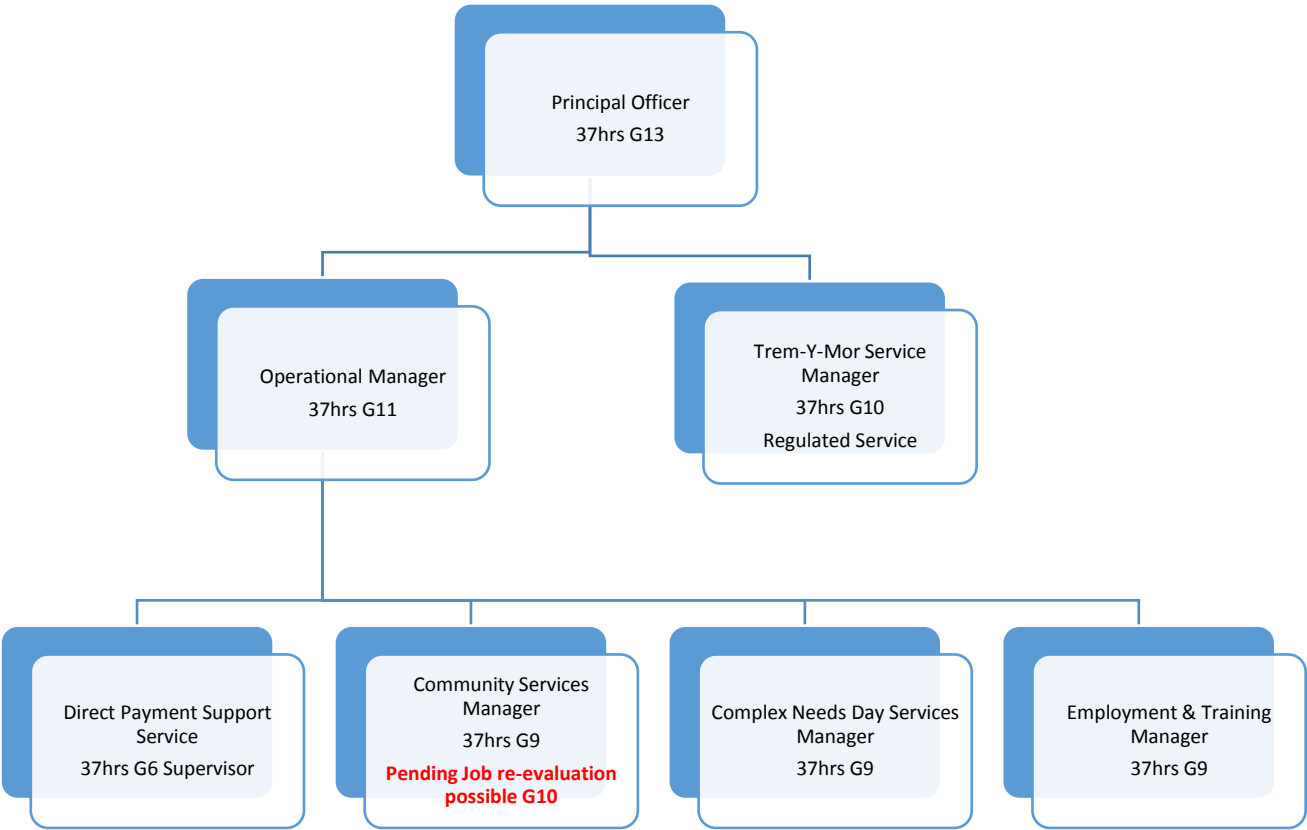 Principal Officer
37hrs G13
Operational Manager
37hrs G11
Trem-Y-Mor Service
Manager
37hrs G10
Regulated Service
Direct Payment Support
Service
37hrs G6 Supervisor
Community Services
Manager
37hrs G9
Pending Job re-evaluation
possible G10
Complex Needs Day Services
Manager
37hrs G9
Employment & Training
Manager
37hrs G9